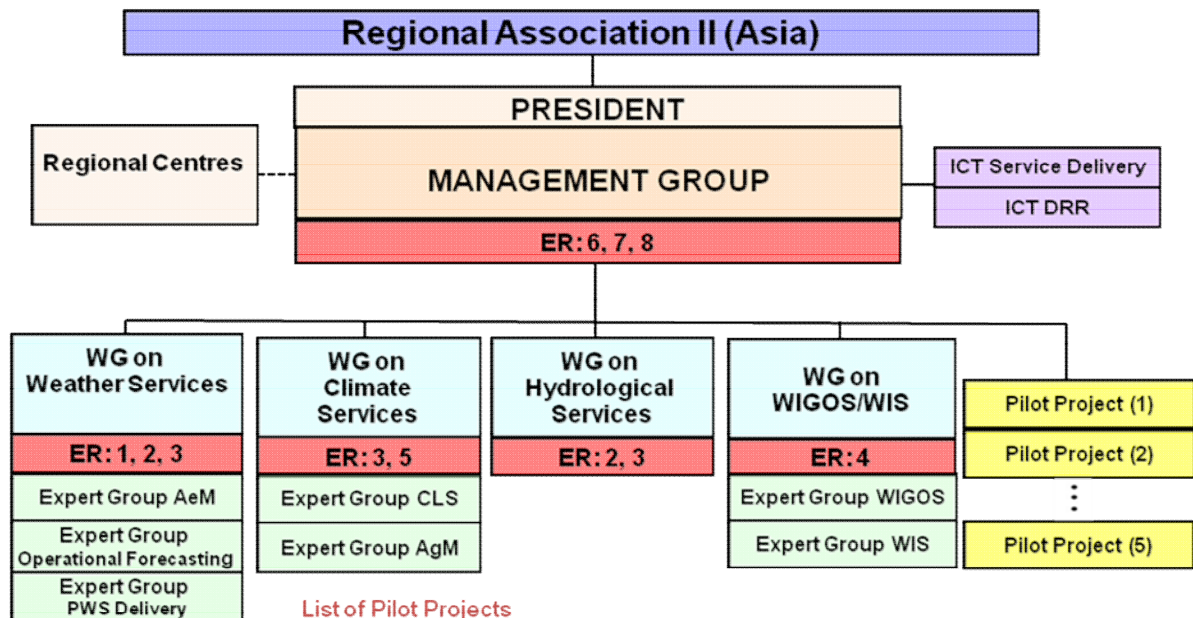 Regional Association II (Asia)
PRESIDENT
Regional Centres
MANAGEMENT GROUP
ICT Service Delivery
ICT DRR
ER: 6, 7, 8
WG on
Weather Services
ER: 1, 2, 3
Expert Group AeM
Expert Group
Operational Forecasting
Expert Group
PWS Delivery
WG on
Climate
Services
ER: 3, 5
Expert Group CLS
Expert Group AgM
WG on
Hydrological
Services
ER: 2, 3
WG on
WIGOS/WIS
ER: 4
Expert Group WIGOS
Expert Group WIS
Pilot Project (1)
Pilot Project (2)
⋮
Pilot Project (5)
List of Pilot Projects